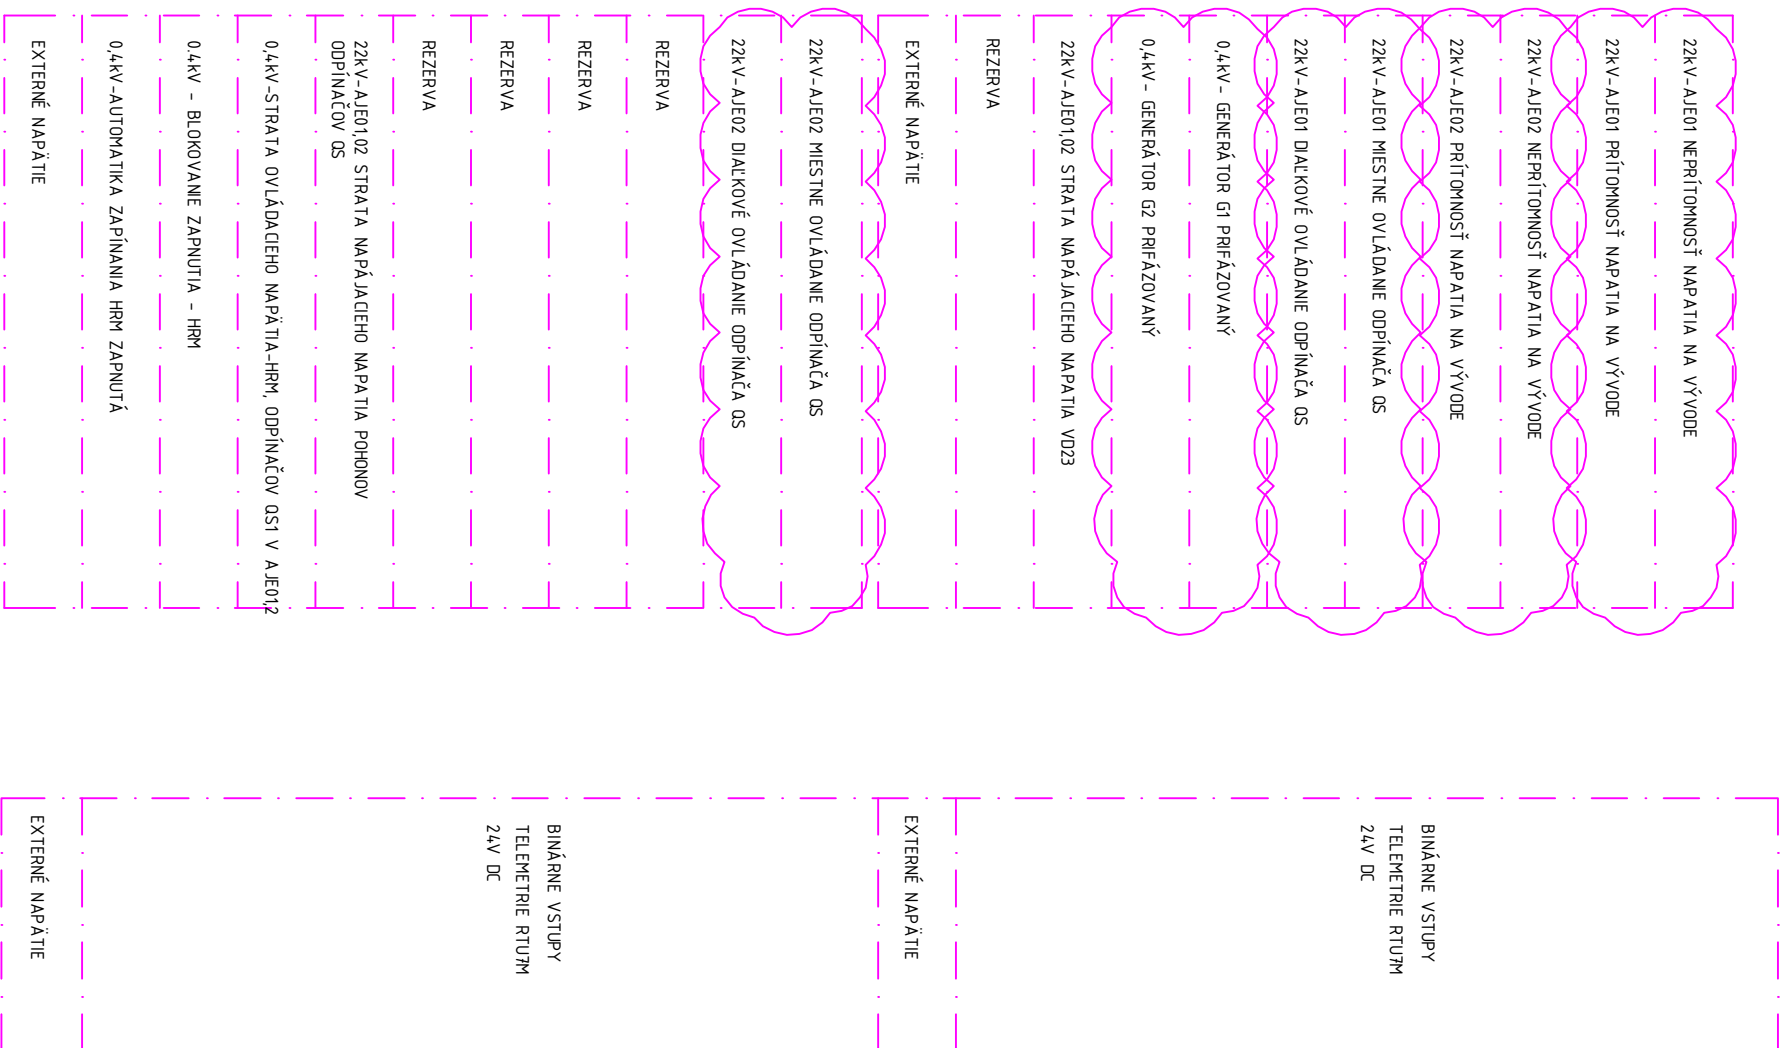 22kV-AJE01 NEPRÍTOMNOSŤ NAPATIA NA VÝVODE
22kV-AJE01 PRÍTOMNOSŤ NAPATIA NA VÝVODE
22kV-AJE02 NEPRÍTOMNOSŤ NAPATIA NA VÝVODE
22kV-AJE02 PRÍTOMNOSŤ NAPATIA NA VÝVODE
22kV-AJE01 MIESTNE OVLÁDANIE ODPÍNAČA QS
22kV-AJE01 DIAĽKOVÉ OVLÁDANIE ODPÍNAČA QS
0,4kV- GENERÁTOR G1 PRIFÁZOVANÝ
0,4kV- GENERÁTOR G2 PRIFÁZOVANÝ
22kV-AJE01,02 STRATA NAPÁJACIEHO NAPATIA VD23
REZERVA
EXTERNÉ NAPÄTIE
22kV-AJE02 MIESTNE OVLÁDANIE ODPÍNAČA QS
22kV-AJE02 DIAĽKOVÉ OVLÁDANIE ODPÍNAČA QS
REZERVA
REZERVA
REZERVA
REZERVA
22kV-AJE01,02 STRATA NAPÁJACIEHO NAPATIA POHONOV
ODPÍNAČOV QS
0,4kV-STRATA OVLÁDACIEHO NAPÄTIA-HRM, ODPÍNAČOV QS1 V AJE01,2
0.4kV - BLOKOVANIE ZAPNUTIA - HRM
0,4kV-AUTOMATIKA ZAPÍNANIA HRM ZAPNUTÁ
EXTERNÉ NAPÄTIE
BINÁRNE VSTUPY
TELEMETRIE RTU7M
24V DC
EXTERNÉ NAPÄTIE
BINÁRNE VSTUPY
TELEMETRIE RTU7M
24V DC
EXTERNÉ NAPÄTIE